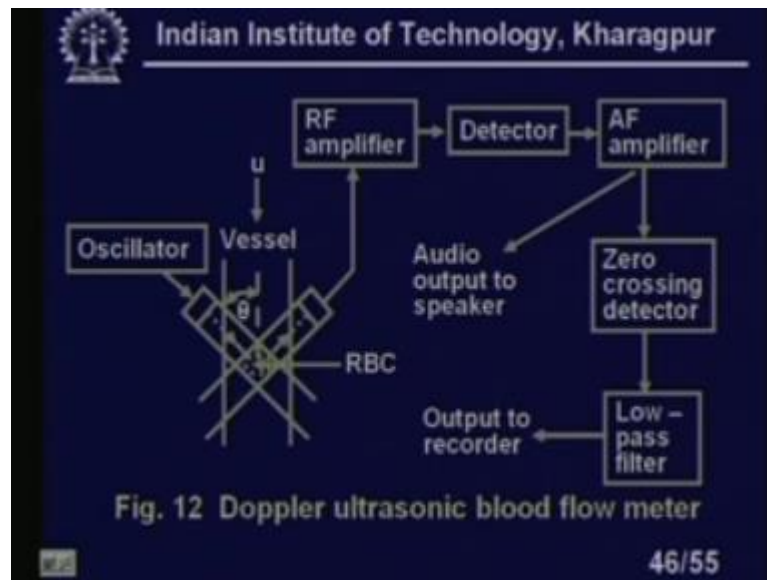 Indian Institute of Technology, Kharagpur
RF
amplifier
Detector
AF
amplifier
u
Oscillator
Vessel
θ
Audio
output to
speaker
Zero
crossing
detector
RBC
Output to
recorder
Low –
pass
filter
Fig. 12 Doppler ultrasonic blood flow meter
46/55